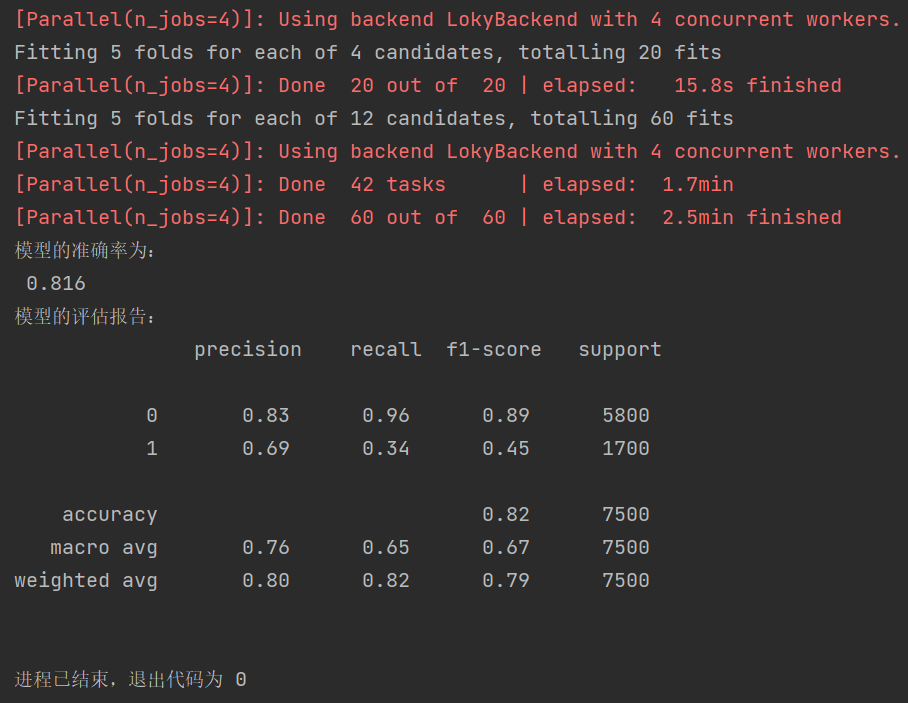 [Parallel(n_jobs=4)]: Using backend LokyBackend with 4 concurrent workers.
Fitting 5 folds for each of 4 candidates, totalling 20 fits
[Parallel(n_jobs=4)]: Done  20 out of  20 | elapsed:   15.8s finished
Fitting 5 folds for each of 12 candidates, totalling 60 fits
[Parallel(n_jobs=4)]: Using backend LokyBackend with 4 concurrent workers.
[Parallel(n_jobs=4)]: Done  42 tasks      | elapsed:  1.7min
[Parallel(n_jobs=4)]: Done  60 out of  60 | elapsed:  2.5min finished
模型的准确率为：
 0.816
模型的评估报告：
               precision    recall  f1-score   support
           0       0.83      0.96      0.89      5800
           1       0.69      0.34      0.45      1700
    accuracy                           0.82      7500
   macro avg       0.76      0.65      0.67      7500
weighted avg       0.80      0.82      0.79      7500
进程已结束，退出代码为 0